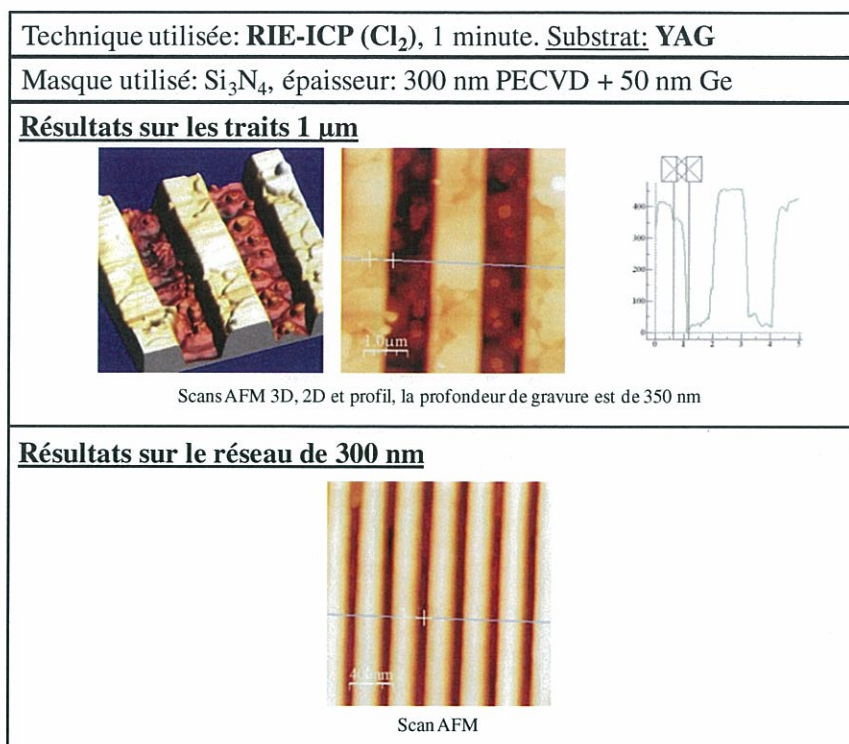 Technique utilisée: RIE-ICP (Cl₂), 1 minute. Substrat: YAG
Masque utilisé: Si₃N₄, épaisseur: 300 nm PECVD + 50 nm Ge
Résultats sur les traits 1 µm
400
300
200
100
0
0 1 2 3 4 5
1.0µm
Scans AFM 3D, 2D et profil, la profondeur de gravure est de 350 nm
Résultats sur le réseau de 300 nm
400nm
Scan AFM